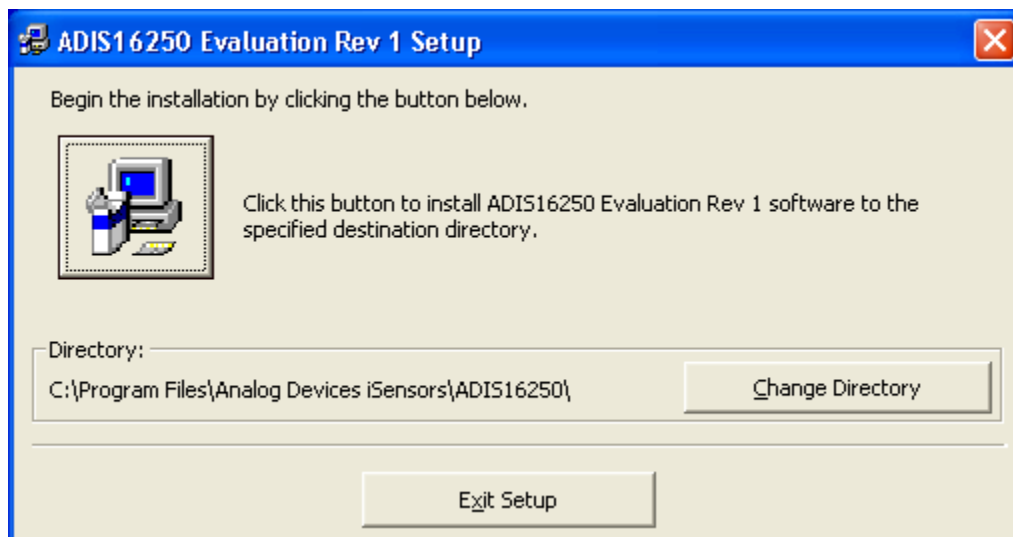 ADIS16250 Evaluation Rev 1 Setup
Begin the installation by clicking the button below.
Click this button to install ADIS16250 Evaluation Rev 1 software to the
specified destination directory.
Directory:
C:\Program Files\Analog Devices iSensors\ADIS16250\
Change Directory
Exit Setup